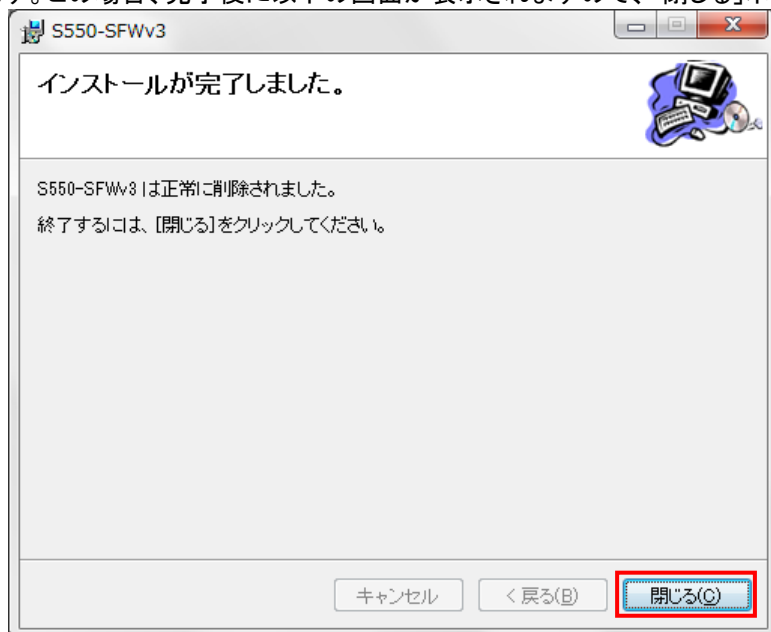 S550-SFWv3
インストールが完了しました。
S550-SFWv3 は正常に削除されました。
終了するには、[閉じる]をクリックしてください。
キャンセル
< 戻る(B)
閉じる(C)